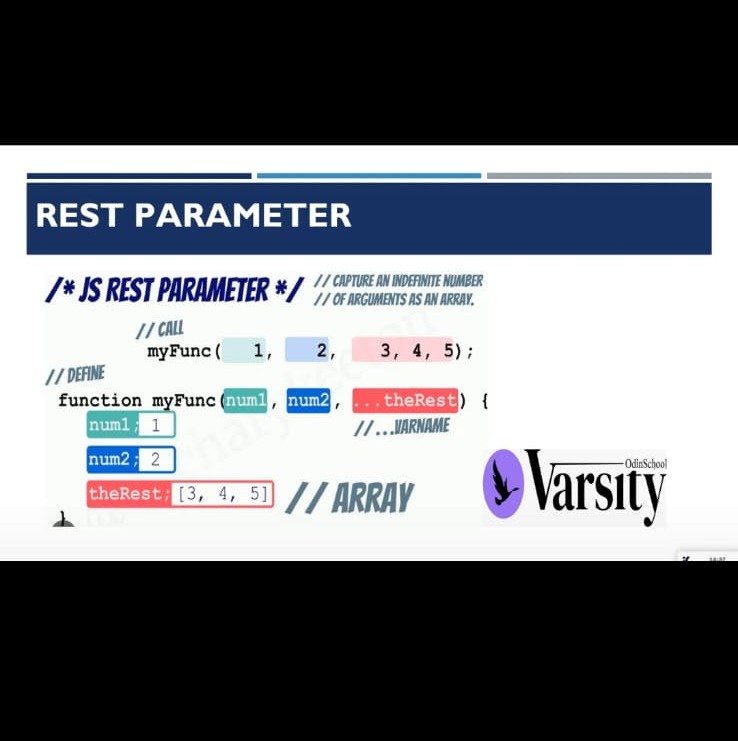 REST PARAMETER
/* JS REST PARAMETER */
// CAPTURE AN INDEFINITE NUMBER
// OF ARGUMENTS AS AN ARRAY.
// CALL
myFunc( 1, 2, 3, 4, 5);
// DEFINE
function myFunc(num1, num2, ...theRest) {
num1; 1
//...VARNAME
num2; 2
theRest; [3, 4, 5] // ARRAY
OdinSchool
Varsity